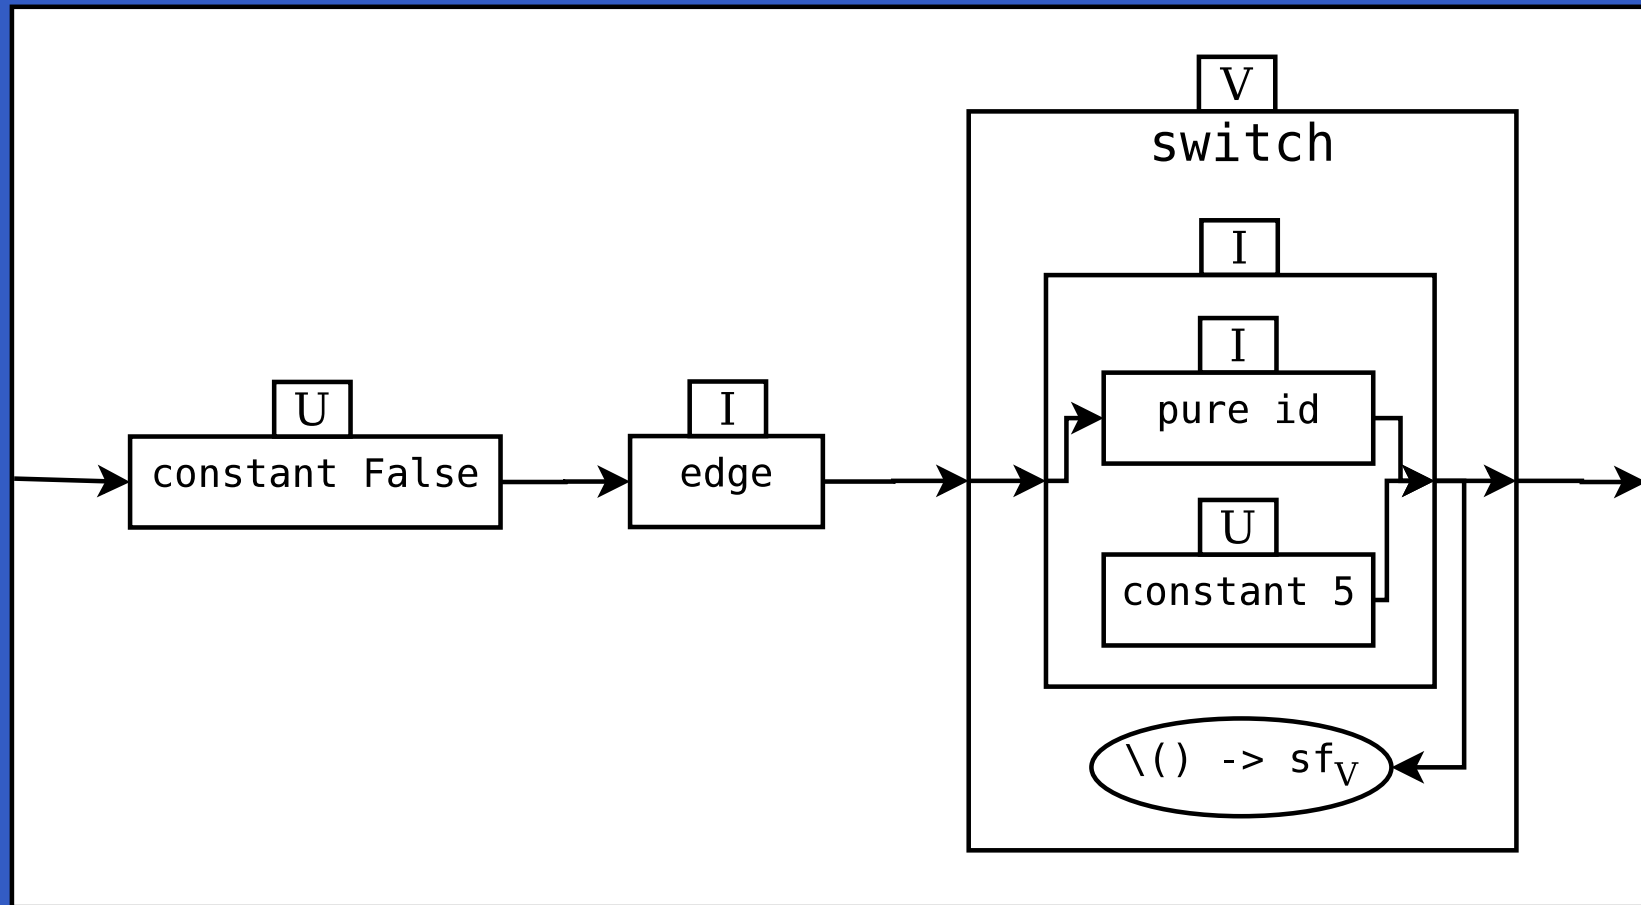 V
switch
I
I
pure id
U
constant False
I
edge
U
constant 5
\() -> sfV